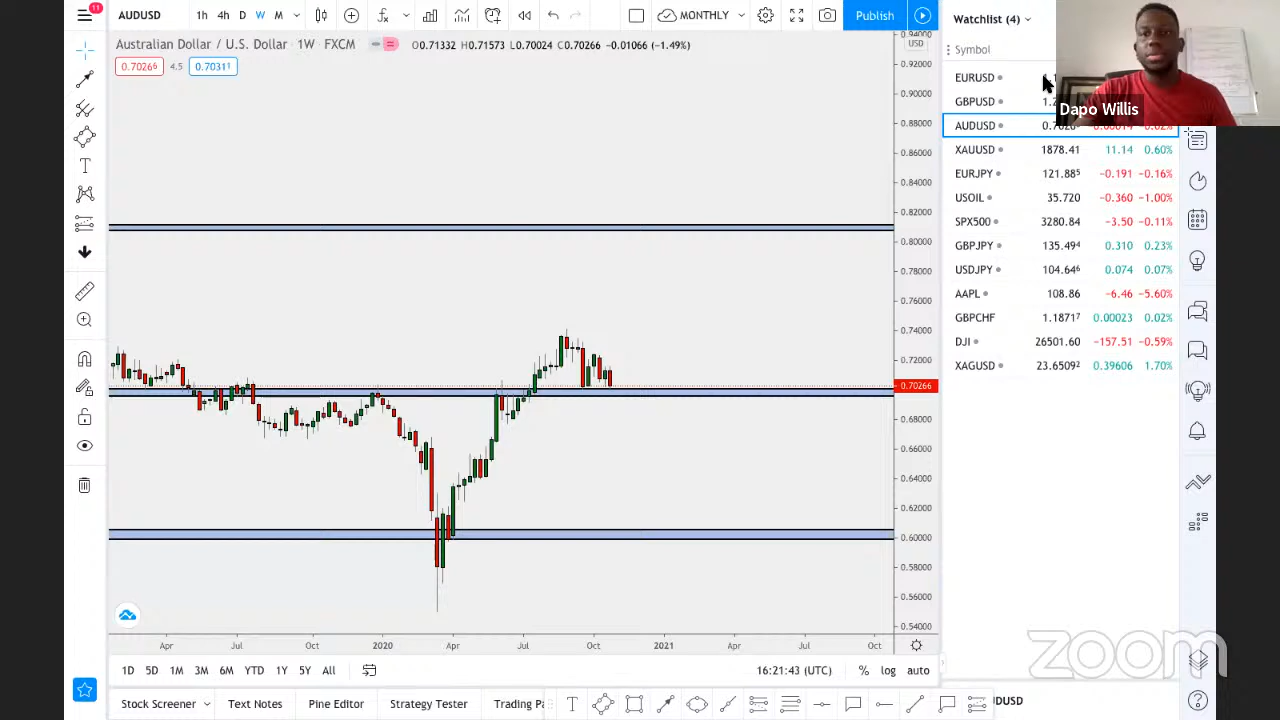 11
AUDUSD 1h 4h D W M MONTHLY Publish
Watchlist (4)
Australian Dollar / U.S. Dollar · 1W FXCM O0.71332 H0.71573 L0.70024 C0.70266 −0.01066 (−1.49%)
0.70266 4.5 0.70311
USD
Symbol
Dapo Willis
EURUSD
GBPUSD
AUDUSD
XAUUSD 1878.41 11.14 0.60%
EURJPY 121.885 −0.191 −0.16%
USOIL 35.720 −0.360 −1.00%
SPX500 3280.84 −3.50 −0.11%
GBPJPY 135.494 0.310 0.23%
USDJPY 104.646 0.074 0.07%
AAPL 108.86 −6.46 −5.60%
GBPCHF 1.18717 0.00023 0.02%
DJI 26501.60 −157.51 −0.59%
XAGUSD 23.65092 0.39606 1.70%
0.94000
0.92000
0.90000
0.88000
0.86000
0.84000
0.82000
0.80000
0.78000
0.76000
0.74000
0.72000
0.70266
0.68000
0.66000
0.64000
0.62000
0.60000
0.58000
0.56000
0.54000
Apr Jul Oct 2020 Apr Jul Oct 2021 Apr Jul Oct
1D 5D 1M 3M 6M YTD 1Y 5Y All 16:21:43 (UTC) % log auto
Stock Screener Text Notes Pine Editor Strategy Tester Trading
zoom